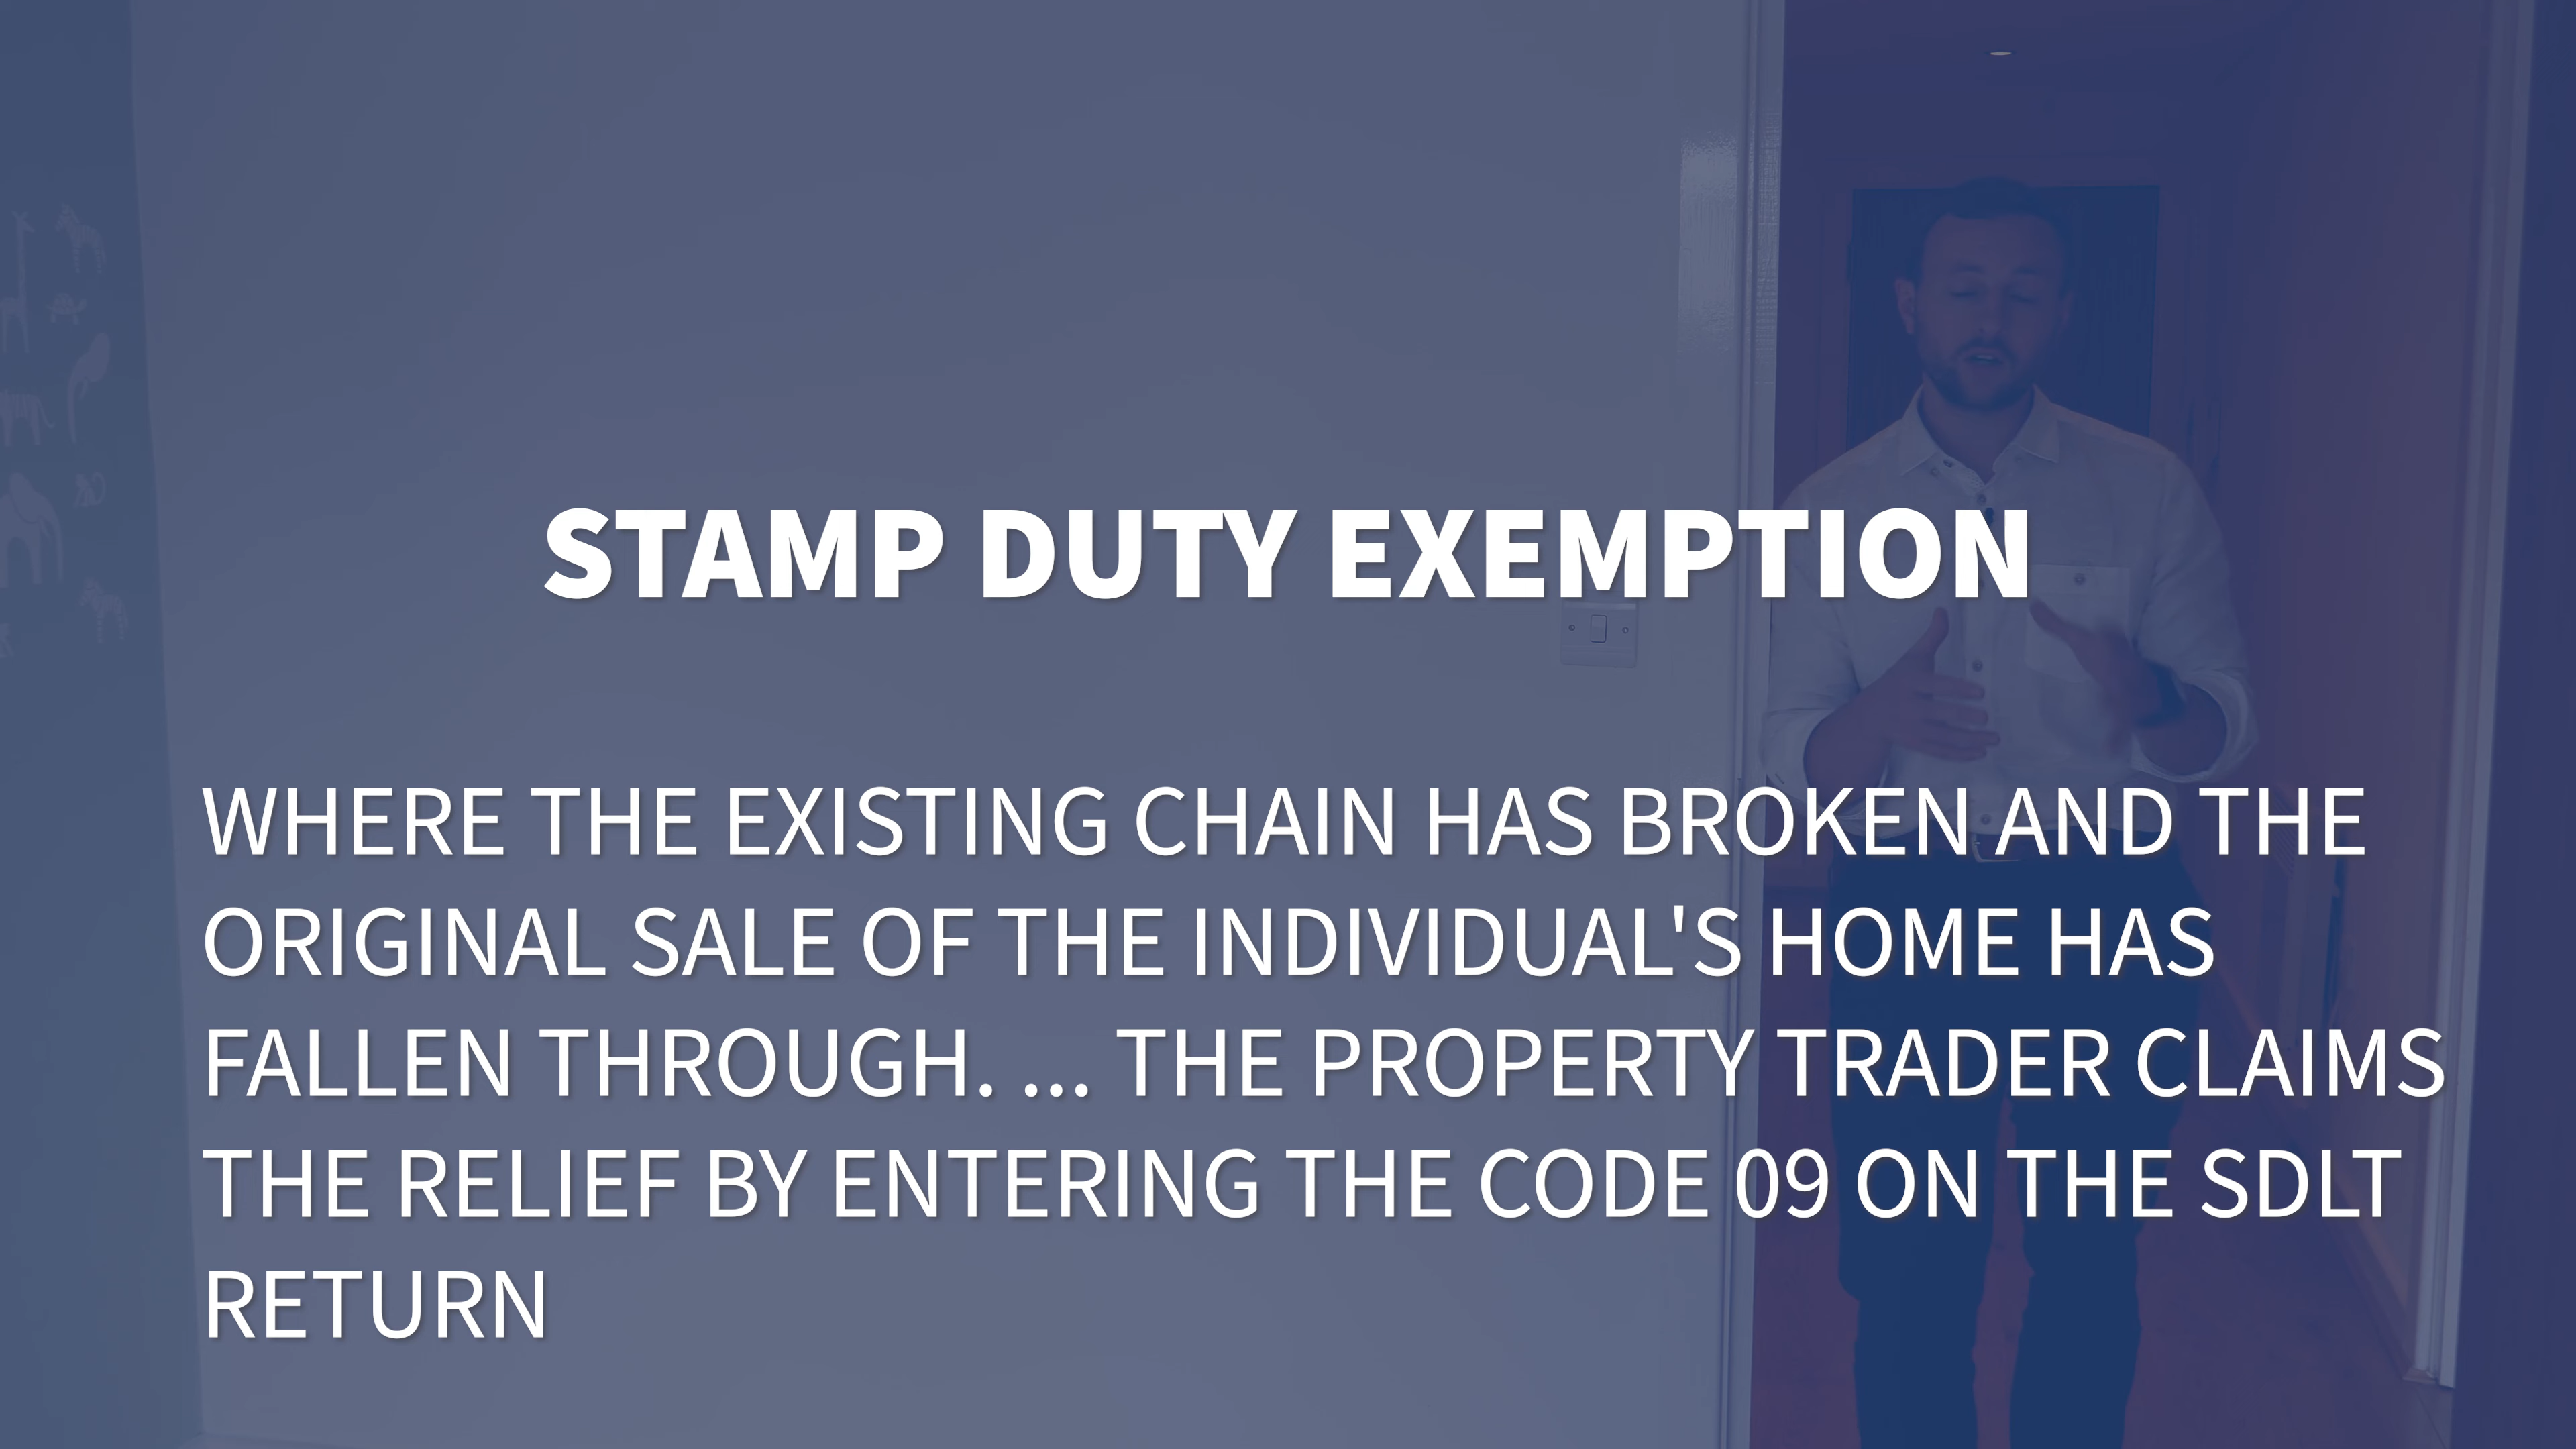 STAMP DUTY EXEMPTION
WHERE THE EXISTING CHAIN HAS BROKEN AND THE
ORIGINAL SALE OF THE INDIVIDUAL'S HOME HAS
FALLEN THROUGH. ... THE PROPERTY TRADER CLAIMS
THE RELIEF BY ENTERING THE CODE 09 ON THE SDLT
RETURN